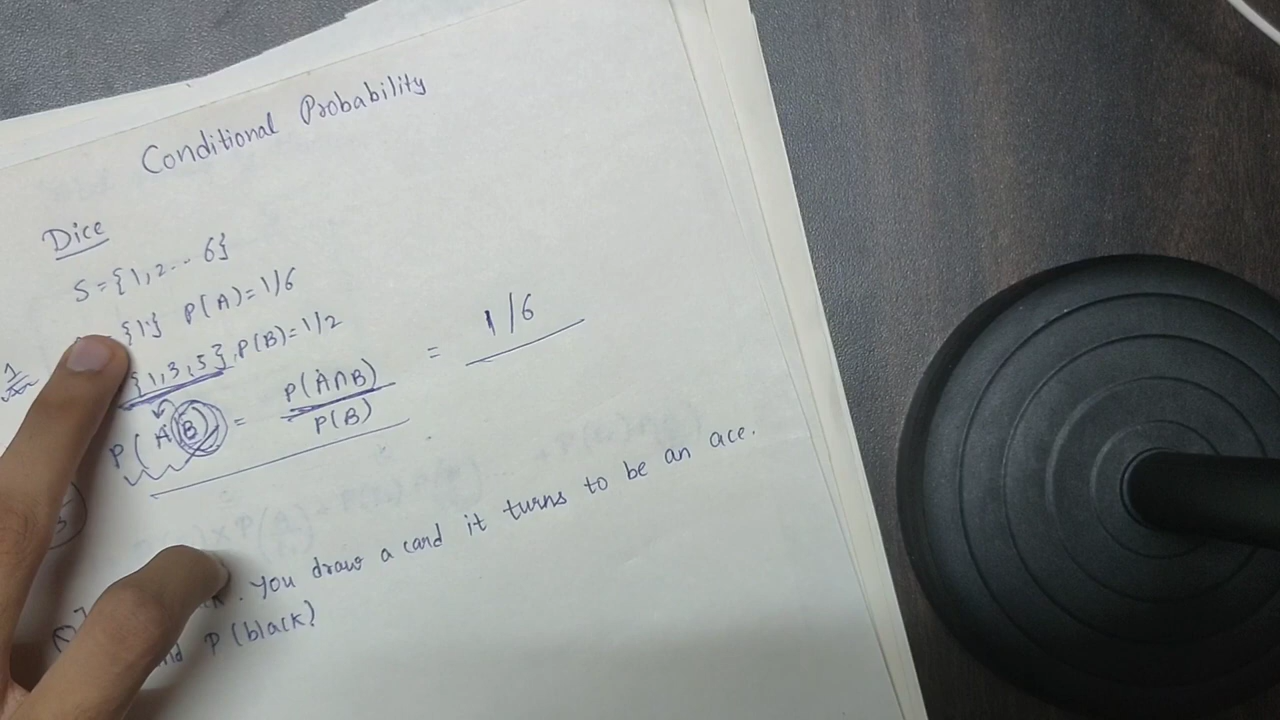 Conditional Probability
Dice
S = {1, 2... 6}
{1} P(A) = 1/6
{1, 3, 5}, P(B) = 1/2
P(A|B) = P(A∩B) / P(B) = 1/6
You draw a card it turns to be an ace.
P(black)